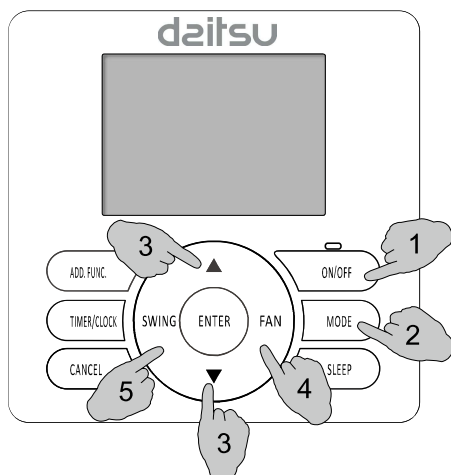 daitsu
3
1
ADD. FUNC.
ON/OFF
TIMER/CLOCK
SWING
ENTER
FAN
MODE
2
CANCEL
SLEEP
5
4
3